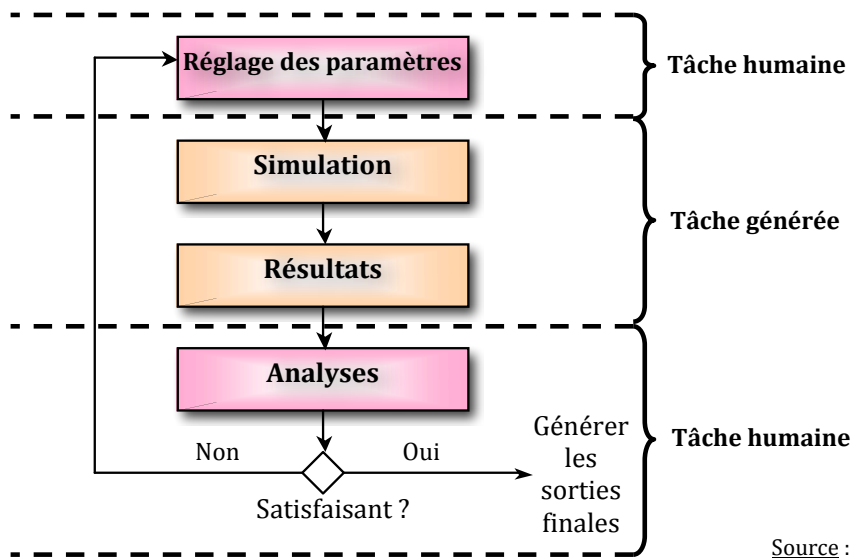 Réglage des paramètres
Tâche humaine
Simulation
Tâche générée
Résultats
Analyses
Non
Oui
Générer
les
sorties
finales
Tâche humaine
Satisfaisant ?
Source :